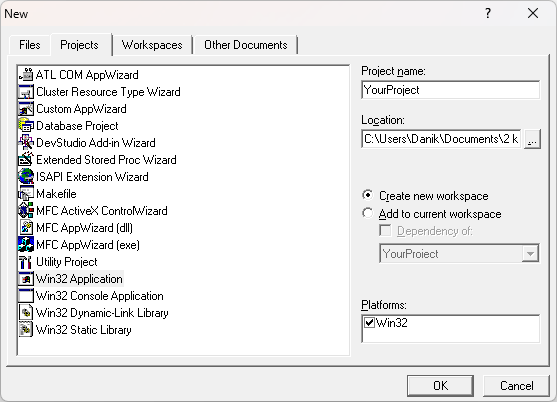 New
?
Files
Projects
Workspaces
Other Documents
ATL COM AppWizard
Cluster Resource Type Wizard
Custom AppWizard
Database Project
DevStudio Add-in Wizard
Extended Stored Proc Wizard
ISAPI Extension Wizard
Makefile
MFC ActiveX ControlWizard
MFC AppWizard (dll)
MFC AppWizard (exe)
Utility Project
Win32 Application
Win32 Console Application
Win32 Dynamic-Link Library
Win32 Static Library
Project name:
YourProject
Location:
C:\Users\Danik\Documents\2 k
...
Create new workspace
Add to current workspace
Dependency of:
YourProject
Platforms:
Win32
OK
Cancel